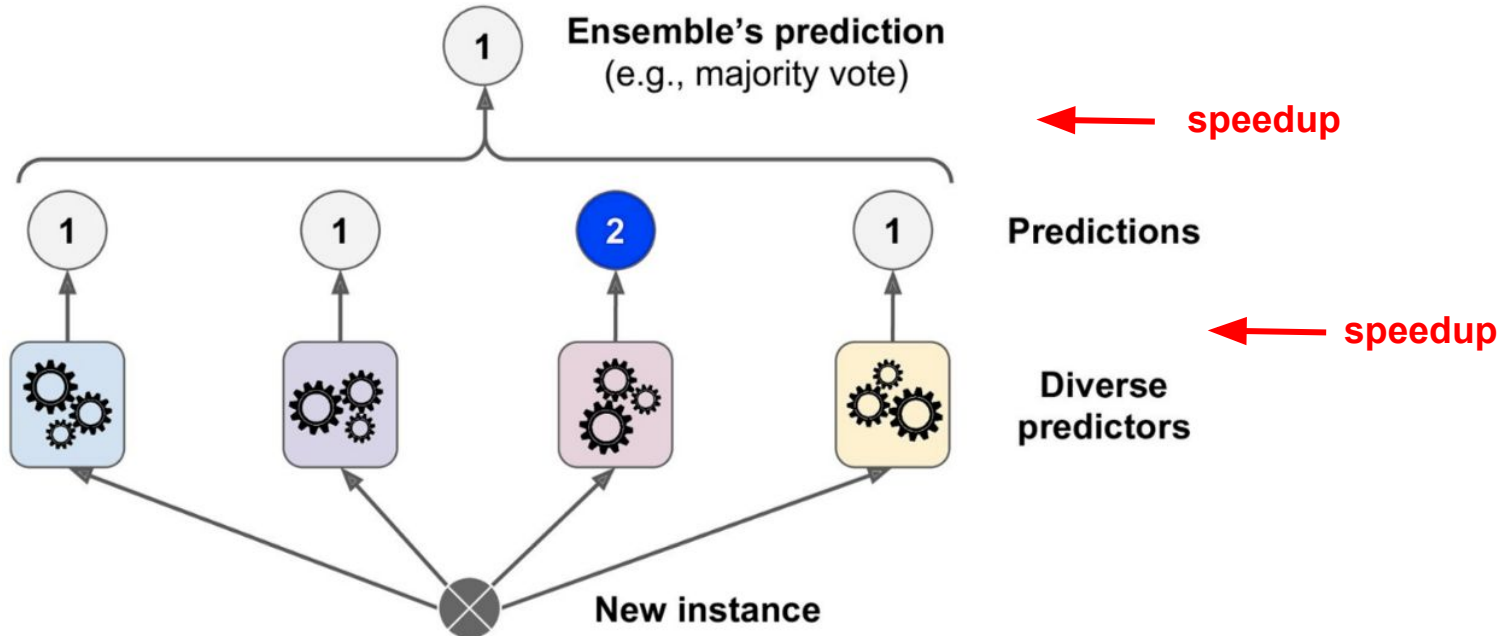 1
Ensemble's prediction
(e.g., majority vote)
speedup
1
1
2
1
Predictions
speedup
Diverse
predictors
New instance